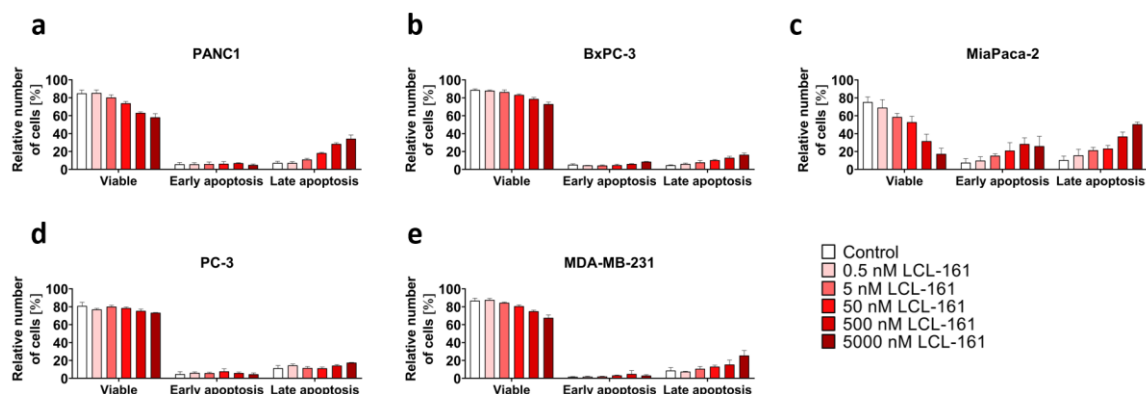 a
PANC1
Relative number
of cells [%]
100
80
60
40
20
0
Viable Early apoptosis Late apoptosis
b
BxPC-3
Relative number
of cells [%]
100
80
60
40
20
0
Viable Early apoptosis Late apoptosis
c
MiaPaca-2
Relative number
of cells [%]
100
80
60
40
20
0
Viable Early apoptosis Late apoptosis
d
PC-3
Relative number
of cells [%]
100
80
60
40
20
0
Viable Early apoptosis Late apoptosis
e
MDA-MB-231
Relative number
of cells [%]
100
80
60
40
20
0
Viable Early apoptosis Late apoptosis
Control
0.5 nM LCL-161
5 nM LCL-161
50 nM LCL-161
500 nM LCL-161
5000 nM LCL-161